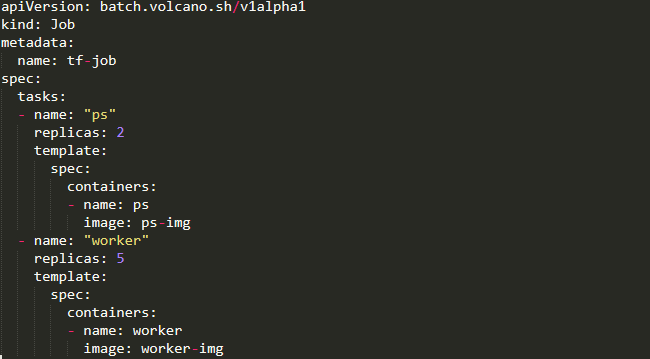 apiVersion: batch.volcano.sh/v1alpha1
kind: Job
metadata:
  name: tf-job
spec:
  tasks:
  - name: "ps"
    replicas: 2
    template:
      spec:
        containers:
        - name: ps
          image: ps-img
  - name: "worker"
    replicas: 5
    template:
      spec:
        containers:
        - name: worker
          image: worker-img